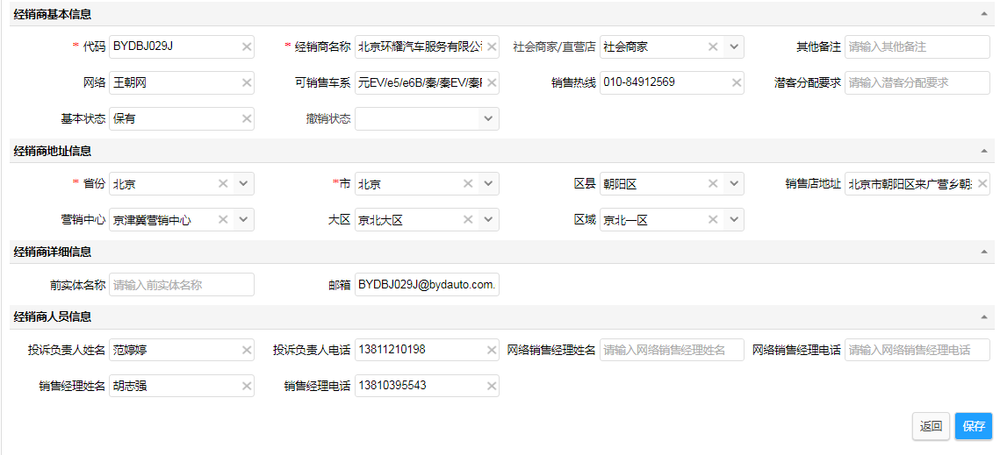 经销商基本信息
* 代码 BYDBJ029J * 经销商名称 北京环耀汽车服务有限公司 社会商家/直营店 社会商家 其他备注 请输入其他备注
网络 王朝网 可销售车系 元EV/e5/e6B/秦/秦EV/秦 销售热线 010-84912569 潜客分配要求 请输入潜客分配要求
基本状态 保有 撤销状态
经销商地址信息
* 省份 北京 *市 北京 区县 朝阳区 销售店地址 北京市朝阳区来广营乡朝
营销中心 京津冀营销中心 大区 京北大区 区域 京北一区
经销商详细信息
前实体名称 请输入前实体名称 邮箱 BYDBJ029J@bydauto.com.
经销商人员信息
投诉负责人姓名 范婷婷 投诉负责人电话 13811210198 网络销售经理姓名 请输入网络销售经理姓名 网络销售经理电话 请输入网络销售经理电话
销售经理姓名 胡志强 销售经理电话 13810395543
返回 保存